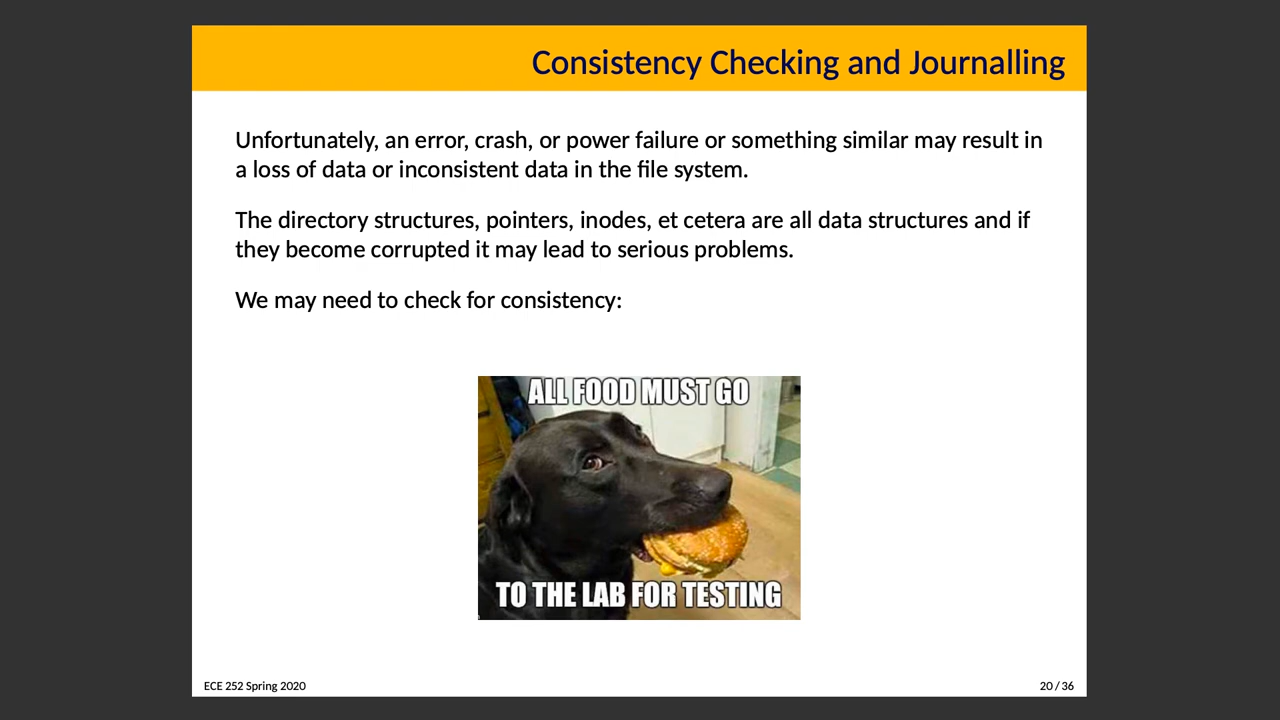 Consistency Checking and Journalling
Unfortunately, an error, crash, or power failure or something similar may result in
a loss of data or inconsistent data in the file system.
The directory structures, pointers, inodes, et cetera are all data structures and if
they become corrupted it may lead to serious problems.
We may need to check for consistency:
ALL FOOD MUST GO
TO THE LAB FOR TESTING
ECE 252 Spring 2020
20 / 36